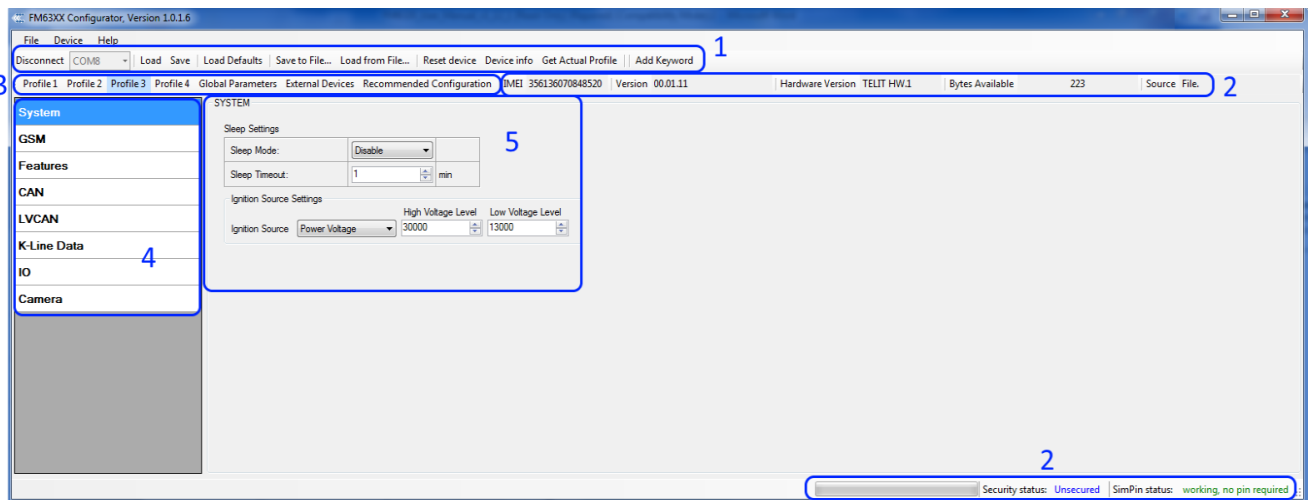 FM63XX Configurator, Version 1.0.1.6
File Device Help
Disconnect COM8 Load Save Load Defaults Save to File... Load from File... Reset device Device info Get Actual Profile Add Keyword 1
3 Profile 1 Profile 2 Profile 3 Profile 4 Global Parameters External Devices Recommended Configuration IMEI 356136070848520 Version 00.01.11 Hardware Version TELIT HW.1 Bytes Available 223 Source File. 2
System
GSM
Features
CAN
LVCAN
K-Line Data
IO
Camera
4
SYSTEM
Sleep Settings
Sleep Mode: Disable
Sleep Timeout: 1 min
5
Ignition Source Settings
High Voltage Level Low Voltage Level
Ignition Source Power Voltage 30000 13000
2
Security status: Unsecured SimPin status: working, no pin required